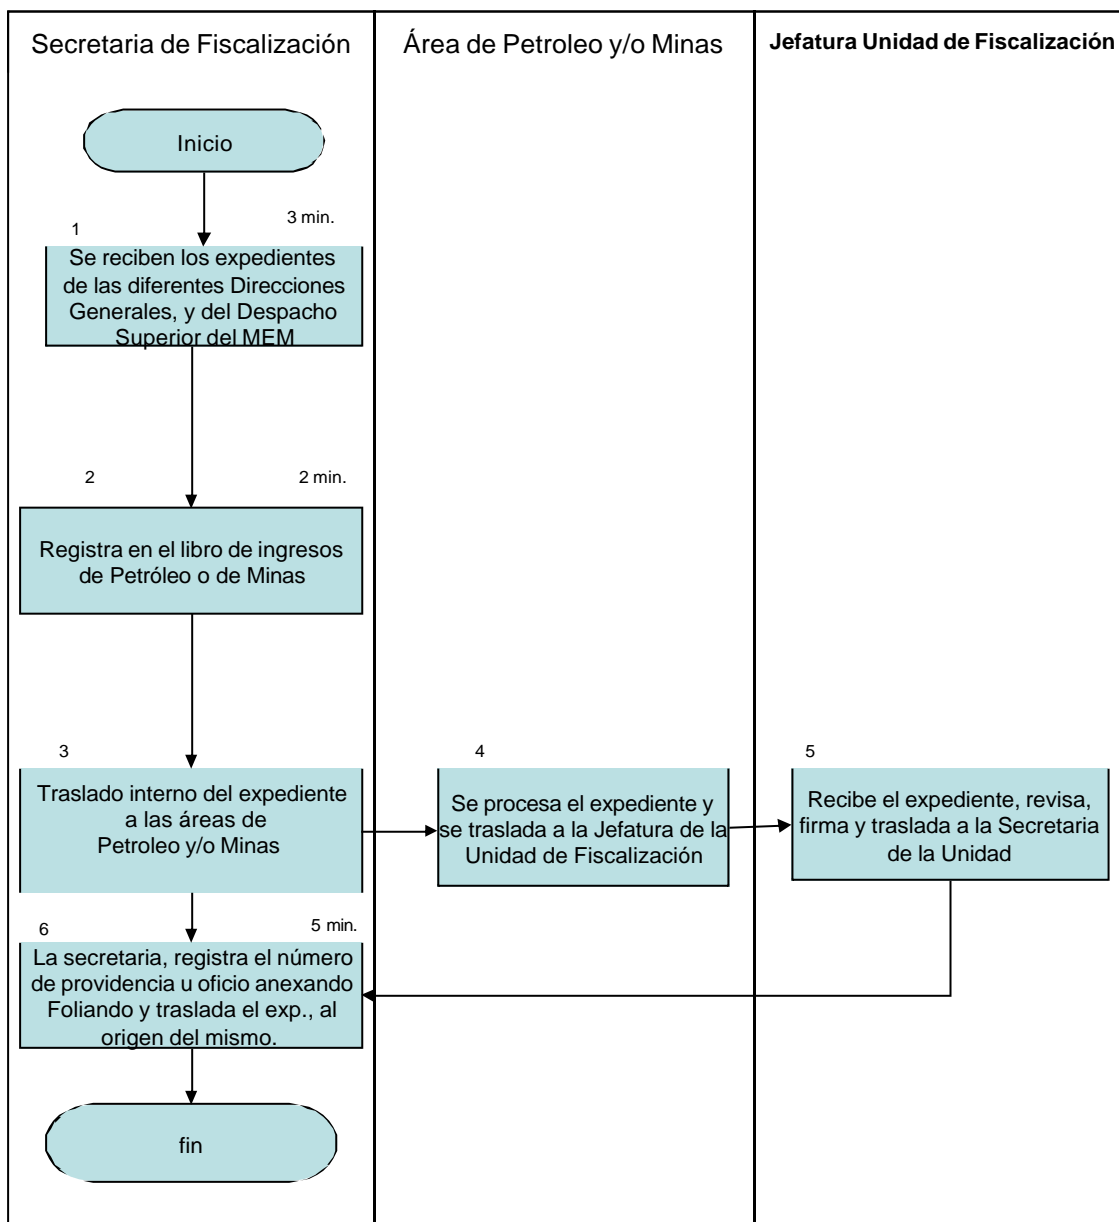 Secretaria de Fiscalización
Área de Petroleo y/o Minas
Jefatura Unidad de Fiscalización
Inicio
1
3 min.
Se reciben los expedientes
de las diferentes Direcciones
Generales, y del Despacho
Superior del MEM
2
2 min.
Registra en el libro de ingresos
de Petróleo o de Minas
3
Traslado interno del expediente
a las áreas de
Petroleo y/o Minas
4
Se procesa el expediente y
se traslada a la Jefatura de la
Unidad de Fiscalización
5
Recibe el expediente, revisa,
firma y traslada a la Secretaria
de la Unidad
6
5 min.
La secretaria, registra el número
de providencia u oficio anexando
Foliando y traslada el exp., al
origen del mismo.
fin